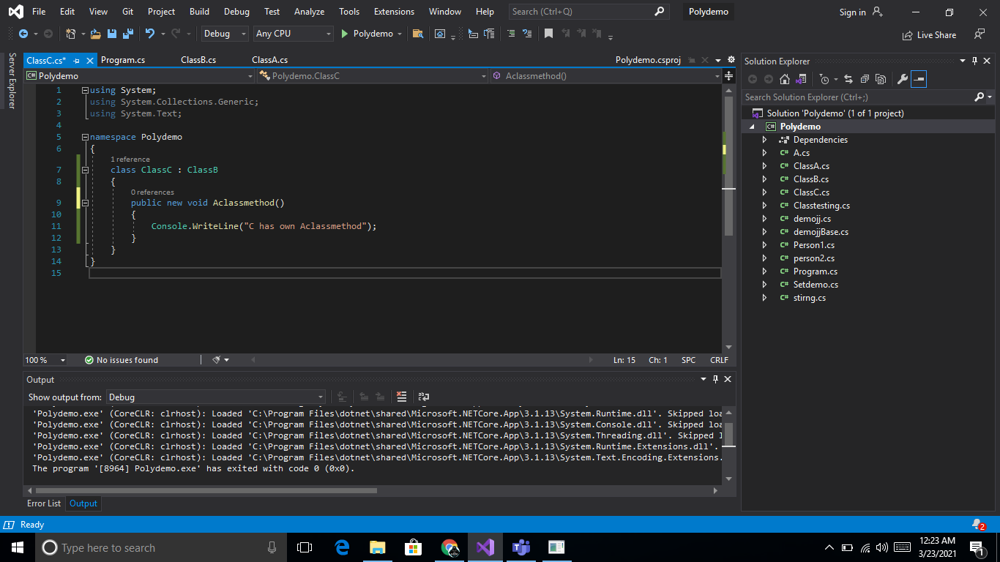 File Edit View Git Project Build Debug Test Analyze Tools Extensions Window Help Search (Ctrl+Q) Polydemo Sign in
Debug Any CPU Polydemo Live Share
Server Explorer
ClassC.cs* Program.cs ClassB.cs ClassA.cs Polydemo.csproj
C# Polydemo Polydemo.ClassC Aclassmethod()
1 using System;
2 using System.Collections.Generic;
3 using System.Text;
4
5 namespace Polydemo
6 {
1 reference
7 class ClassC : ClassB
8 {
0 references
9 public new void Aclassmethod()
10 {
11 Console.WriteLine("C has own Aclassmethod");
12 }
13 }
14 }
15
100 % No issues found Ln: 15 Ch: 1 SPC CRLF
Output
Show output from: Debug
'Polydemo.exe' (CoreCLR: clrhost): Loaded 'C:\Program Files\dotnet\shared\Microsoft.NETCore.App\3.1.13\System.Runtime.dll'. Skipped loa
'Polydemo.exe' (CoreCLR: clrhost): Loaded 'C:\Program Files\dotnet\shared\Microsoft.NETCore.App\3.1.13\System.Console.dll'. Skipped loa
'Polydemo.exe' (CoreCLR: clrhost): Loaded 'C:\Program Files\dotnet\shared\Microsoft.NETCore.App\3.1.13\System.Threading.dll'. Skipped l
'Polydemo.exe' (CoreCLR: clrhost): Loaded 'C:\Program Files\dotnet\shared\Microsoft.NETCore.App\3.1.13\System.Runtime.Extensions.dll'.
'Polydemo.exe' (CoreCLR: clrhost): Loaded 'C:\Program Files\dotnet\shared\Microsoft.NETCore.App\3.1.13\System.Text.Encoding.Extensions.
The program '[8964] Polydemo.exe' has exited with code 0 (0x0).
Error List Output
Solution Explorer
Search Solution Explorer (Ctrl+;)
Solution 'Polydemo' (1 of 1 project)
C# Polydemo
Dependencies
C# A.cs
C# ClassA.cs
C# ClassB.cs
C# ClassC.cs
C# Classtesting.cs
C# demojj.cs
C# demojjBase.cs
C# Person1.cs
C# person2.cs
C# Program.cs
C# Setdemo.cs
C# stirng.cs
Ready 2
Type here to search 12:23 AM
3/23/2021 1